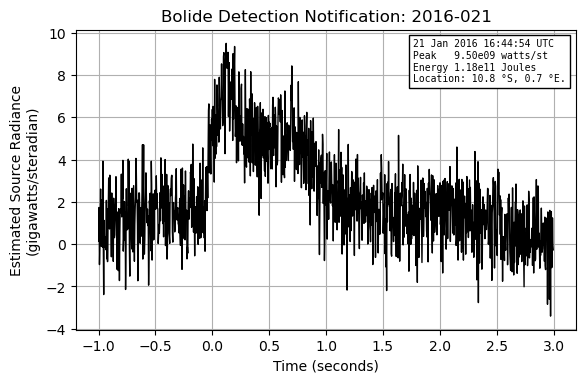 Bolide Detection Notification: 2016-021
21 Jan 2016 16:44:54 UTC
Peak   9.50e09 watts/st
Energy 1.18e11 Joules
Location: 10.8 °S, 0.7 °E.
Estimated Source Radiance
(gigawatts/steradian)
10
8
6
4
2
0
−2
−4
−1.0 −0.5 0.0 0.5 1.0 1.5 2.0 2.5 3.0
Time (seconds)